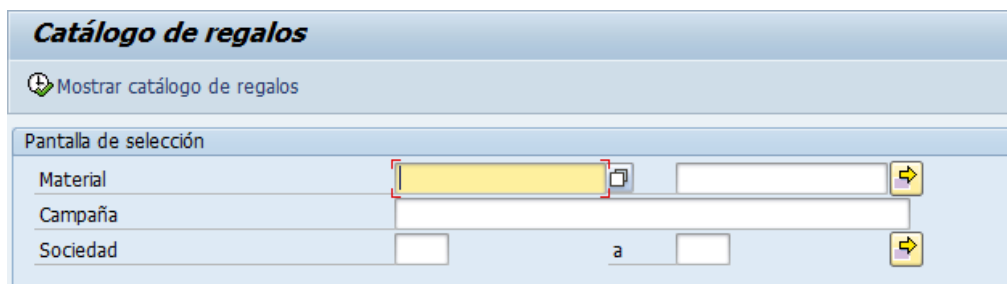 Catálogo de regalos
Mostrar catálogo de regalos
Pantalla de selección
Material
Campaña
Sociedad a